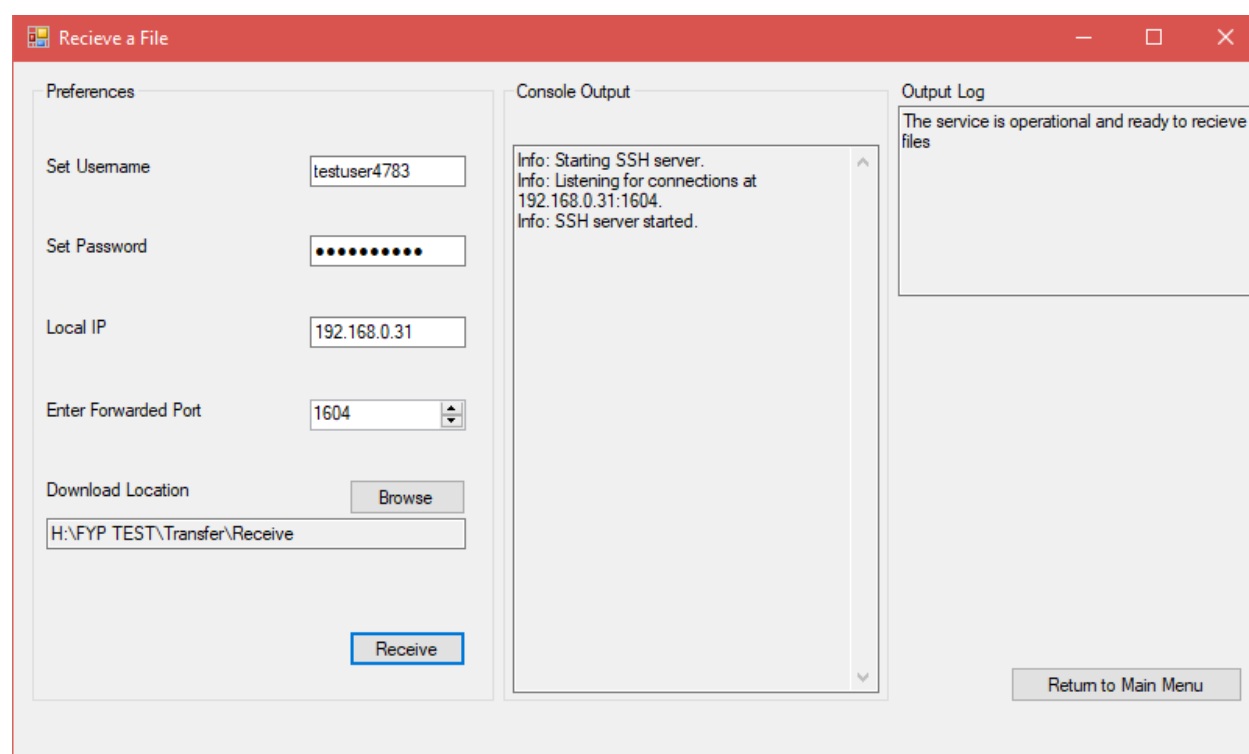 Recieve a File
Preferences
Set Username
testuser4783
Set Password
●●●●●●●●●●
Local IP
192.168.0.31
Enter Forwarded Port
1604
Download Location
Browse
H:\FYP TEST\Transfer\Receive
Receive
Console Output
Info: Starting SSH server.
Info: Listening for connections at
192.168.0.31:1604.
Info: SSH server started.
Output Log
The service is operational and ready to recieve
files
Return to Main Menu